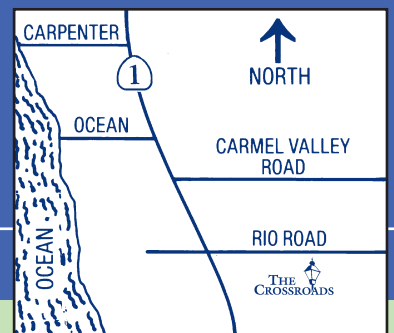 CARPENTER
1
NORTH
OCEAN
CARMEL VALLEY
ROAD
OCEAN
RIO ROAD
THE
CROSSROADS